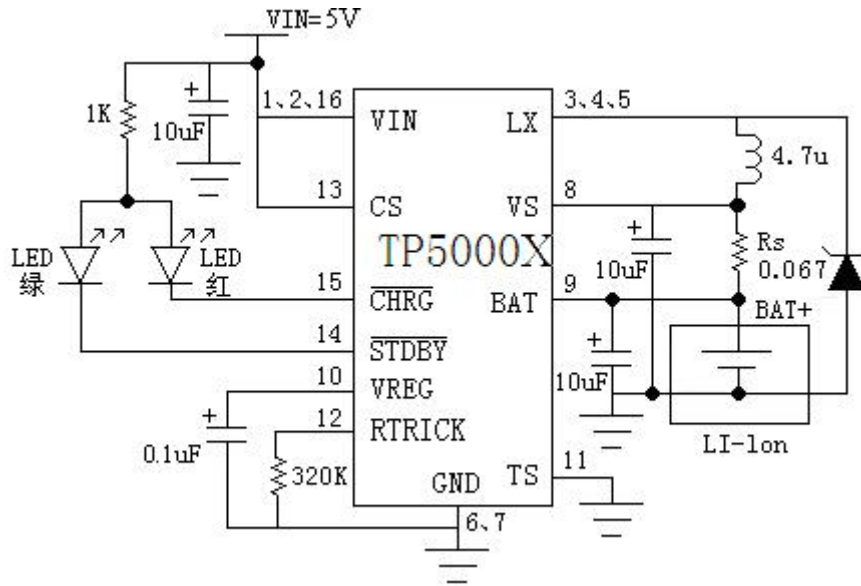 VIN=5V
1K
10uF
1、2、16
VIN
LX
3、4、5
4.7u
13
CS
VS
8
TP5000X
LED
绿
LED
红
10uF
Rs
0.067
15
CHRG
BAT
9
BAT+
14
STDBY
10uF
10
VREG
0.1uF
12
RTRICK
LI-lon
320K
GND
TS
11
6、7